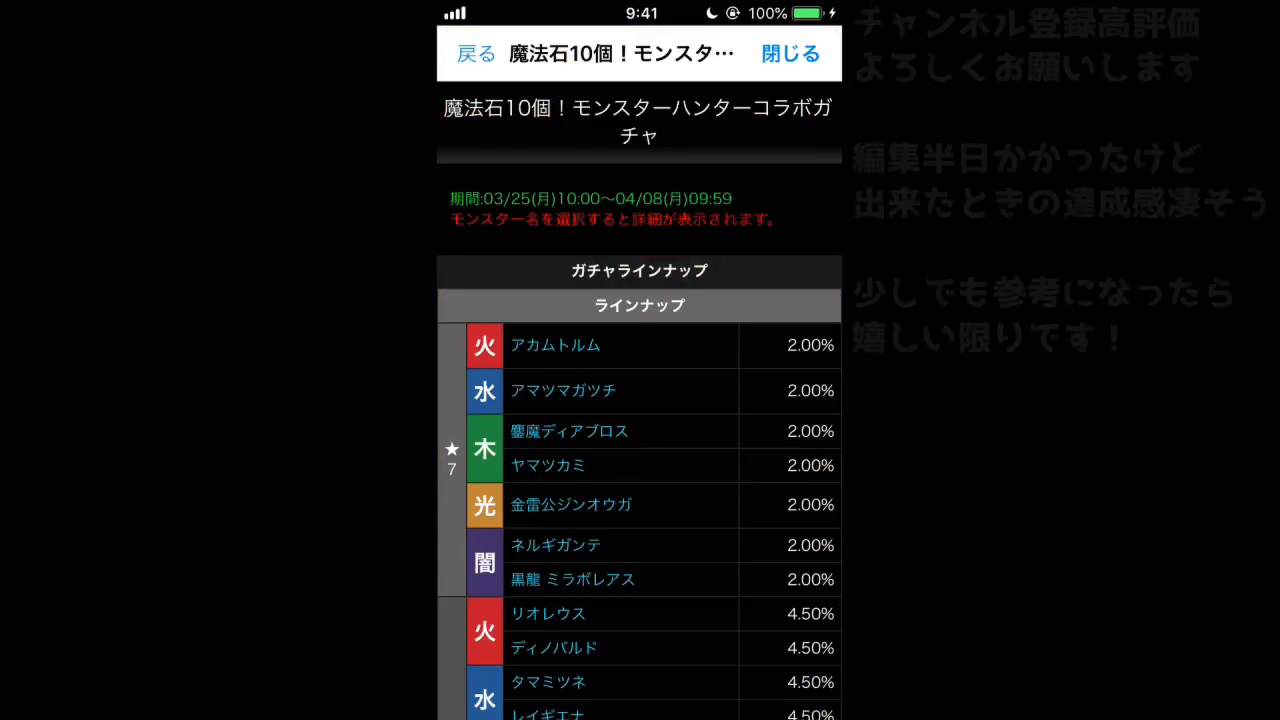 9:41
100%
戻る 魔法石10個！モンスタ… 閉じる
魔法石10個！モンスターハンターコラボガ
チャ
期間:03/25(月)10:00〜04/08(月)09:59
モンスター名を選択すると詳細が表示されます。
ガチャラインナップ
ラインナップ
★7
火 アカムトルム 2.00%
水 アマツマガツチ 2.00%
木 鏖魔ディアブロス 2.00%
ヤマツカミ 2.00%
光 金雷公ジンオウガ 2.00%
闇 ネルギガンテ 2.00%
黒龍 ミラボレアス 2.00%
火 リオレウス 4.50%
ディノバルド 4.50%
水 タマミツネ 4.50%
レイギエナ 4.50%
チャンネル登録高評価
よろしくお願いします
編集半日かかったけど
出来たときの達成感凄そう
少しでも参考になったら
嬉しい限りです！